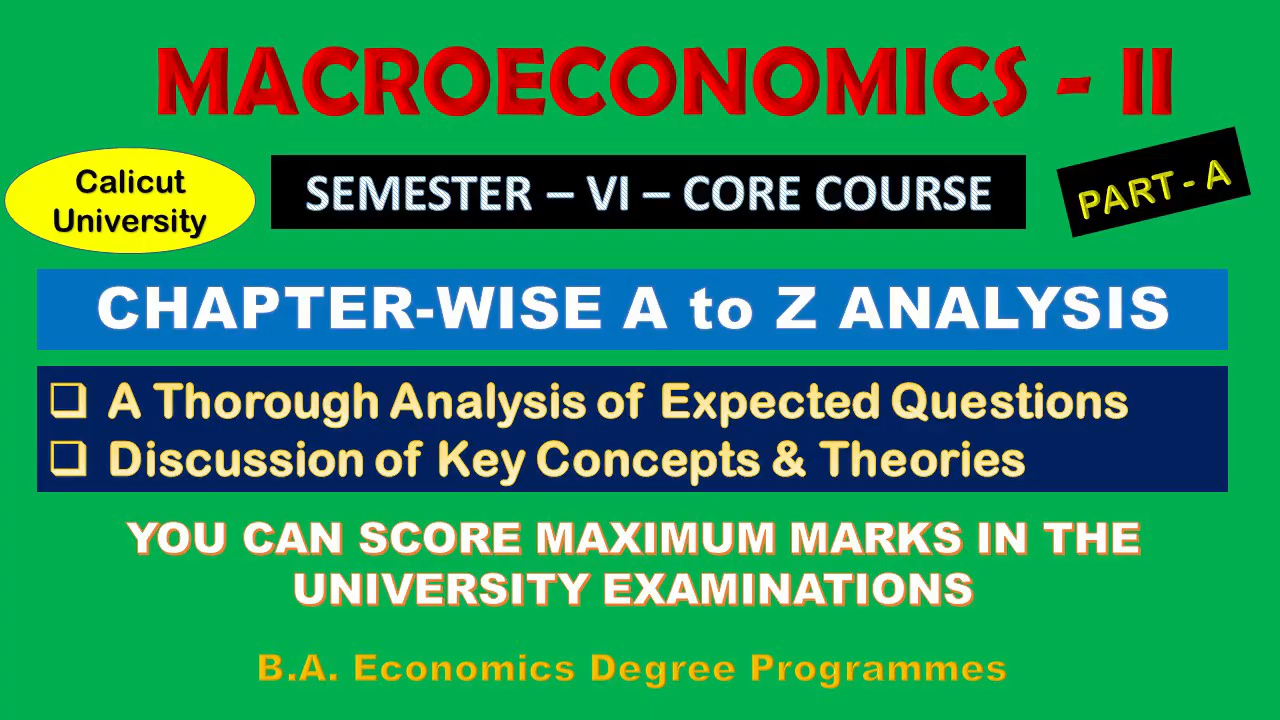 MACROECONOMICS - II
Calicut
University
SEMESTER – VI – CORE COURSE
PART - A
CHAPTER-WISE A to Z ANALYSIS
❑ A Thorough Analysis of Expected Questions
❑ Discussion of Key Concepts & Theories
YOU CAN SCORE MAXIMUM MARKS IN THE
UNIVERSITY EXAMINATIONS
B.A. Economics Degree Programmes